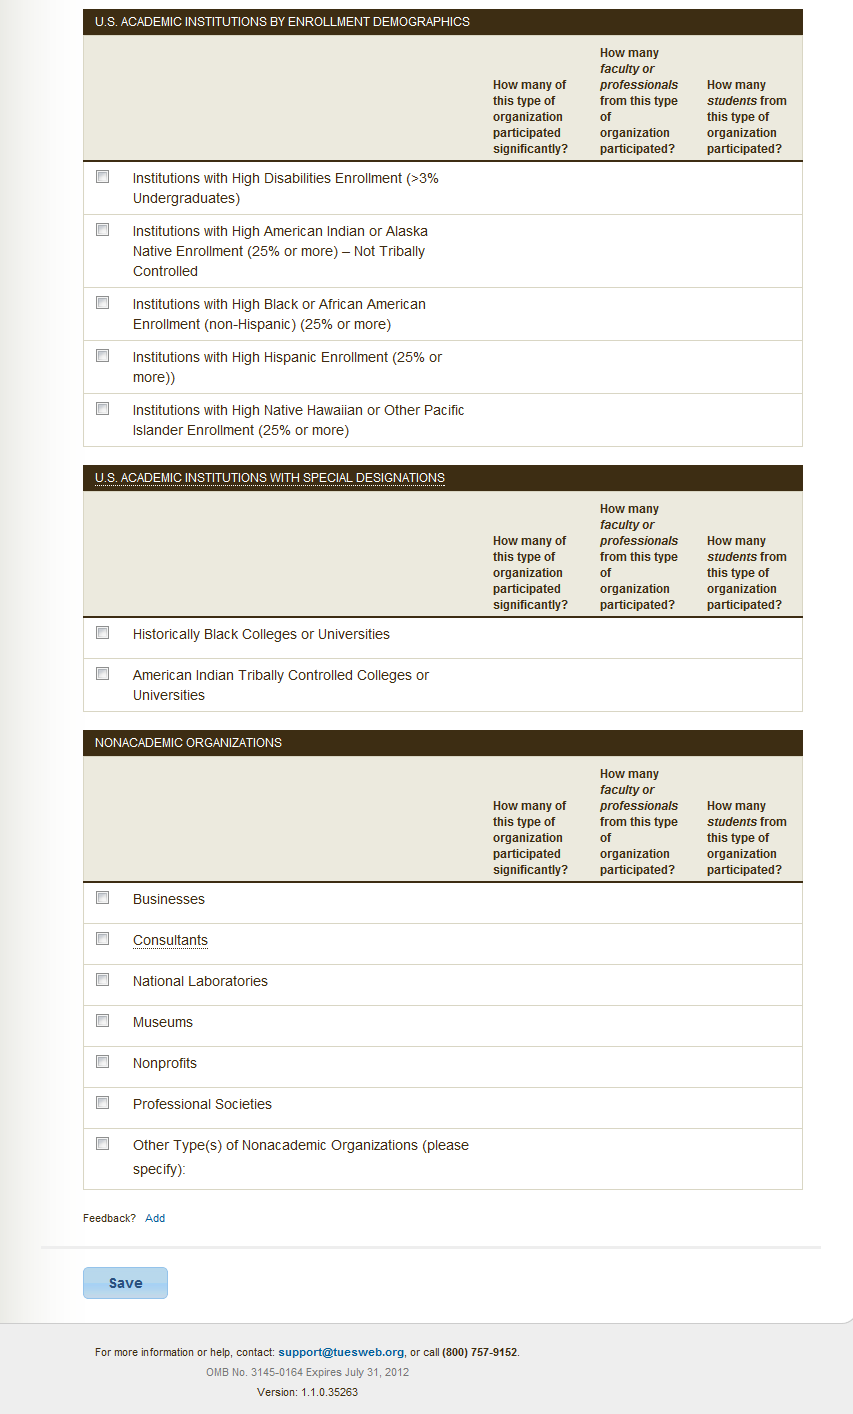 U.S. ACADEMIC INSTITUTIONS BY ENROLLMENT DEMOGRAPHICS
How many of
this type of
organization
participated
significantly?
How many
faculty or
professionals
from this type
of
organization
participated?
How many
students from
this type of
organization
participated?
Institutions with High Disabilities Enrollment (>3%
Undergraduates)
Institutions with High American Indian or Alaska
Native Enrollment (25% or more) – Not Tribally
Controlled
Institutions with High Black or African American
Enrollment (non-Hispanic) (25% or more)
Institutions with High Hispanic Enrollment (25% or
more))
Institutions with High Native Hawaiian or Other Pacific
Islander Enrollment (25% or more)
U.S. ACADEMIC INSTITUTIONS WITH SPECIAL DESIGNATIONS
How many of
this type of
organization
participated
significantly?
How many
faculty or
professionals
from this type
of
organization
participated?
How many
students from
this type of
organization
participated?
Historically Black Colleges or Universities
American Indian Tribally Controlled Colleges or
Universities
NONACADEMIC ORGANIZATIONS
How many of
this type of
organization
participated
significantly?
How many
faculty or
professionals
from this type
of
organization
participated?
How many
students from
this type of
organization
participated?
Businesses
Consultants
National Laboratories
Museums
Nonprofits
Professional Societies
Other Type(s) of Nonacademic Organizations (please
specify):
Feedback? Add
Save
For more information or help, contact: support@tuesweb.org, or call (800) 757-9152.
OMB No. 3145-0164 Expires July 31, 2012
Version: 1.1.0.35263